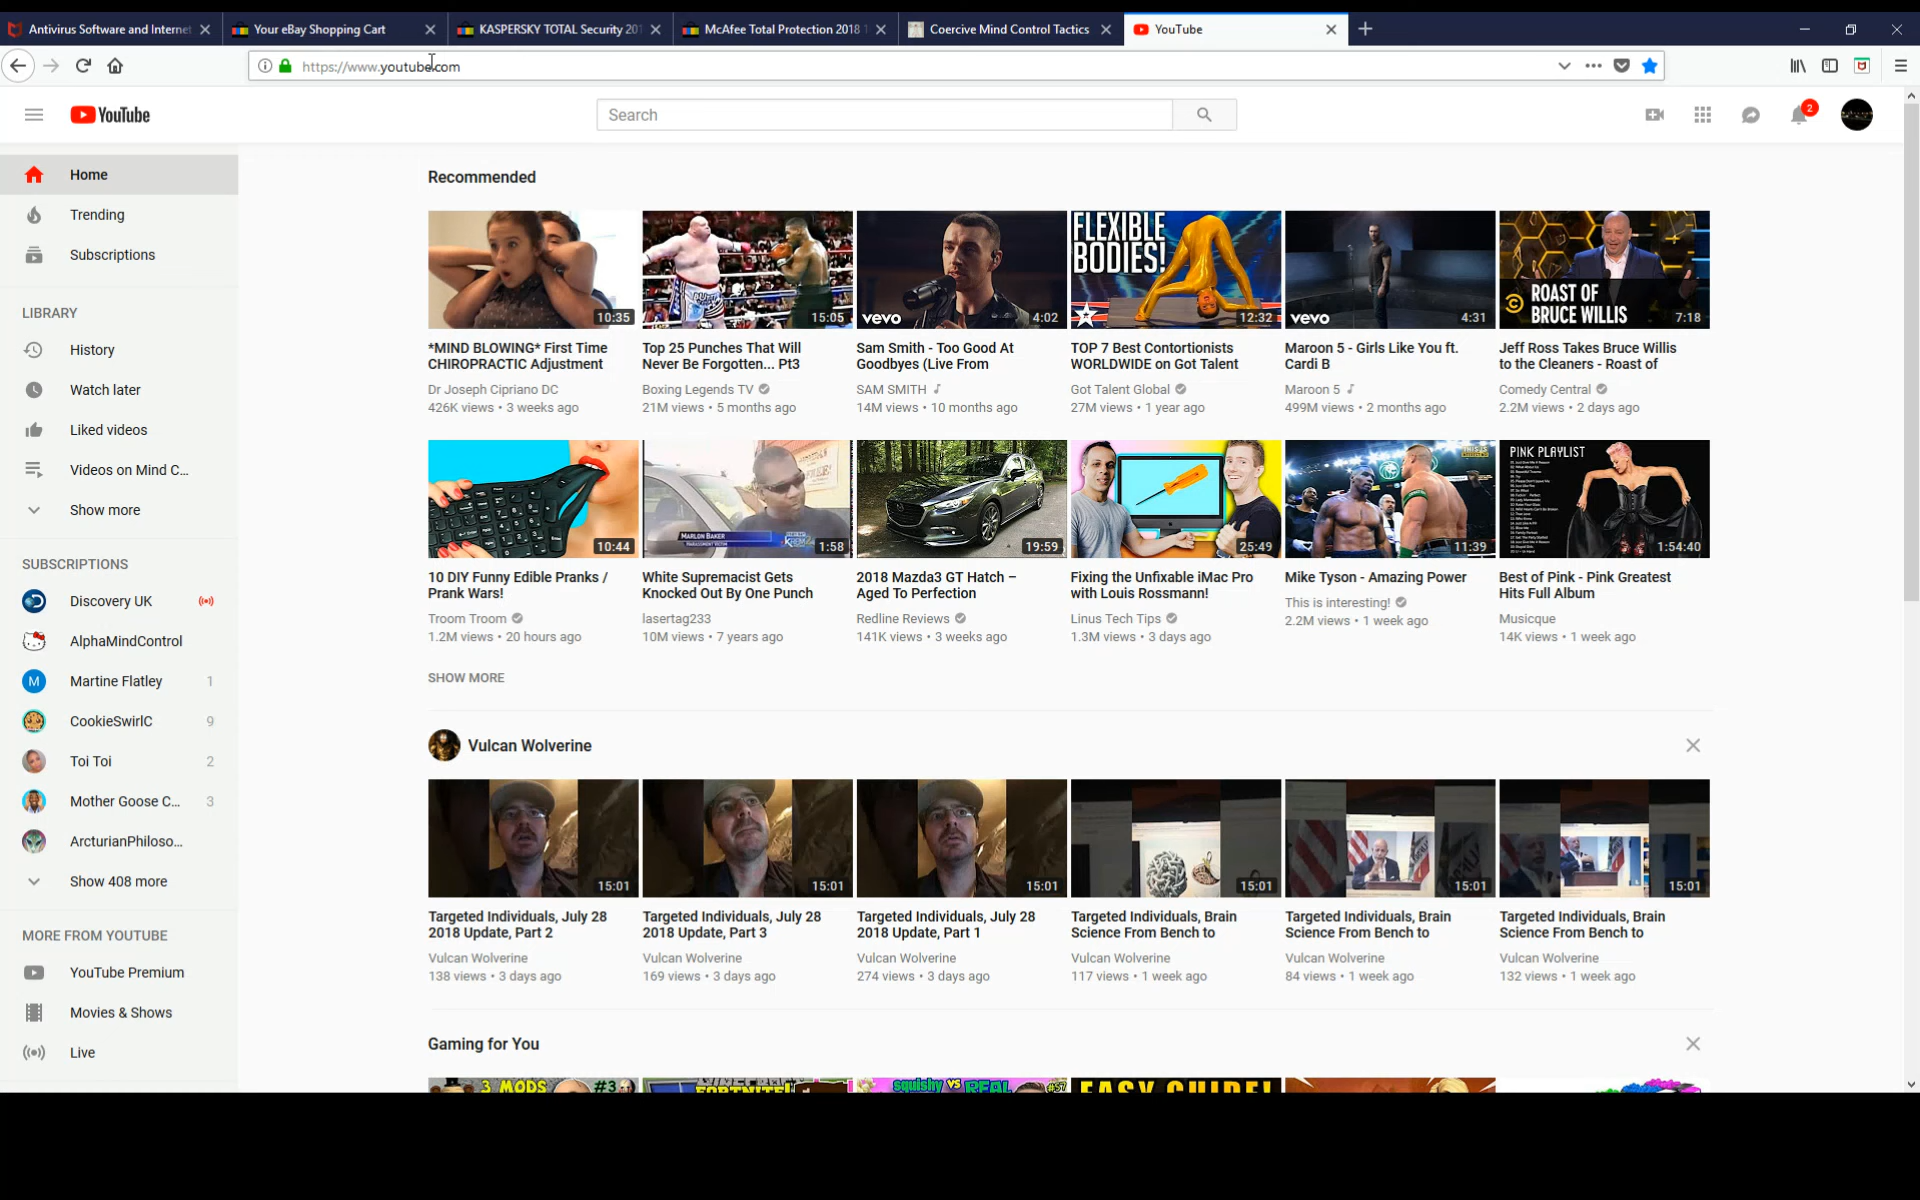 Antivirus Software and Internet
Your eBay Shopping Cart
KASPERSKY TOTAL Security 201
McAfee Total Protection 2018 1
Coercive Mind Control Tactics
YouTube
https://www.youtube.com
YouTube
Search
2
Home
Trending
Subscriptions
LIBRARY
History
Watch later
Liked videos
Videos on Mind C...
Show more
SUBSCRIPTIONS
Discovery UK
AlphaMindControl
M Martine Flatley 1
CookieSwirlC 9
Toi Toi 2
Mother Goose C... 3
ArcturianPhiloso...
Show 408 more
MORE FROM YOUTUBE
YouTube Premium
Movies & Shows
Live
Recommended
10:35
*MIND BLOWING* First Time
CHIROPRACTIC Adjustment
Dr Joseph Cipriano DC
426K views • 3 weeks ago
15:05
Top 25 Punches That Will
Never Be Forgotten... Pt3
Boxing Legends TV
21M views • 5 months ago
vevo 4:02
Sam Smith - Too Good At
Goodbyes (Live From
SAM SMITH
14M views • 10 months ago
FLEXIBLE
BODIES!
12:32
TOP 7 Best Contortionists
WORLDWIDE on Got Talent
Got Talent Global
27M views • 1 year ago
vevo 4:31
Maroon 5 - Girls Like You ft.
Cardi B
Maroon 5
499M views • 2 months ago
ROAST OF
BRUCE WILLIS 7:18
Jeff Ross Takes Bruce Willis
to the Cleaners - Roast of
Comedy Central
2.2M views • 2 days ago
10:44
10 DIY Funny Edible Pranks /
Prank Wars!
Troom Troom
1.2M views • 20 hours ago
MARLON BAKER
1:58
White Supremacist Gets
Knocked Out By One Punch
lasertag233
10M views • 7 years ago
19:59
2018 Mazda3 GT Hatch –
Aged To Perfection
Redline Reviews
141K views • 3 weeks ago
25:49
Fixing the Unfixable iMac Pro
with Louis Rossmann!
Linus Tech Tips
1.3M views • 3 days ago
11:39
Mike Tyson - Amazing Power
This is interesting!
2.2M views • 1 week ago
PINK PLAYLIST
1:54:40
Best of Pink - Pink Greatest
Hits Full Album
Musicque
14K views • 1 week ago
SHOW MORE
Vulcan Wolverine
15:01
Targeted Individuals, July 28
2018 Update, Part 2
Vulcan Wolverine
138 views • 3 days ago
15:01
Targeted Individuals, July 28
2018 Update, Part 3
Vulcan Wolverine
169 views • 3 days ago
15:01
Targeted Individuals, July 28
2018 Update, Part 1
Vulcan Wolverine
274 views • 3 days ago
15:01
Targeted Individuals, Brain
Science From Bench to
Vulcan Wolverine
117 views • 1 week ago
15:01
Targeted Individuals, Brain
Science From Bench to
Vulcan Wolverine
84 views • 1 week ago
15:01
Targeted Individuals, Brain
Science From Bench to
Vulcan Wolverine
132 views • 1 week ago
Gaming for You
3 MODS #3
squishy vs REAL #57
EASY GUIDE!